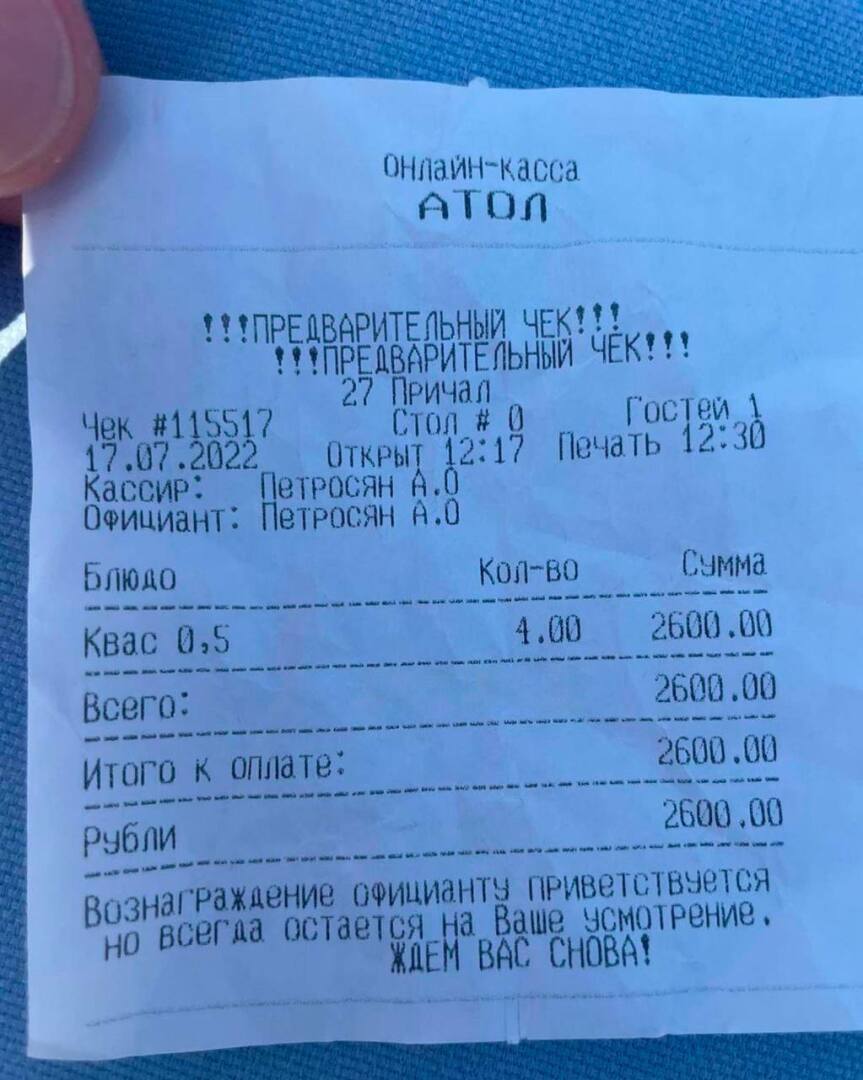 ОНЛАЙН-КАССА
АТОЛ
!!!ПРЕДВАРИТЕЛЬНЫЙ ЧЕК!!!
!!!ПРЕДВАРИТЕЛЬНЫЙ ЧЕК!!!
27 Причал
Чек #115517 Стол # 0 Гостей 1
17.07.2022 Открыт 12:17 Печать 12:30
Кассир: Петросян А.О
Официант: Петросян А.О
Блюдо Кол-во Сумма
Квас 0,5 4.00 2600.00
Всего: 2600.00
Итого к оплате: 2600.00
Рубли 2600.00
Вознаграждение официанту приветствуется
но всегда остается на Ваше усмотрение.
ЖДЕМ ВАС СНОВА!